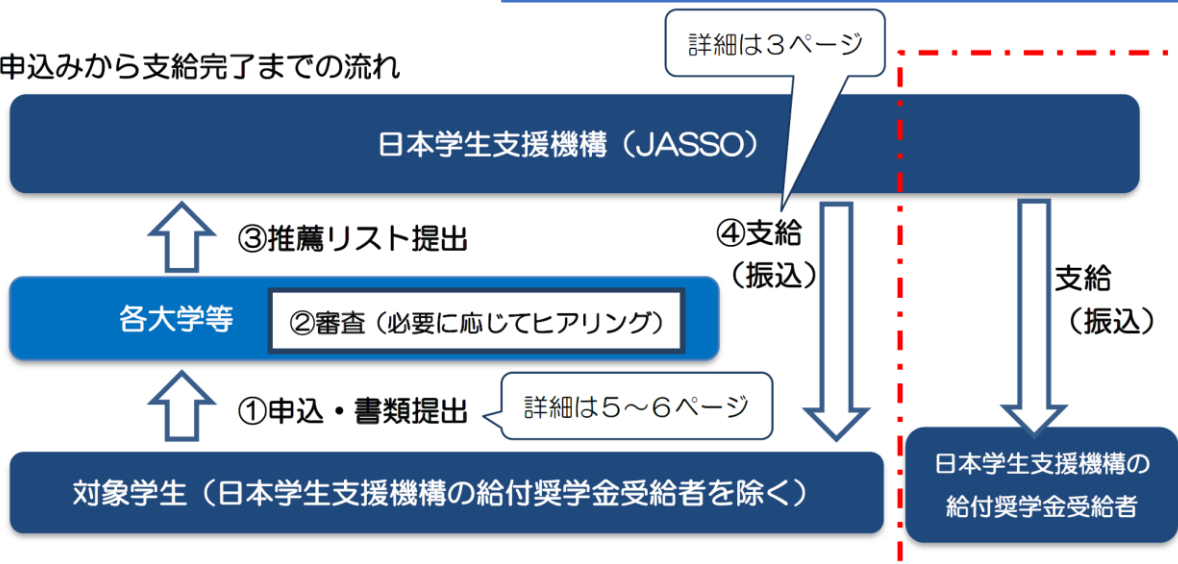 詳細は３ページ
申込みから支給完了までの流れ
日本学生支援機構（JASSO）
③推薦リスト提出
④支給
（振込）
支給
（振込）
各大学等
②審査（必要に応じてヒアリング）
①申込・書類提出
詳細は５～６ページ
対象学生（日本学生支援機構の給付奨学金受給者を除く）
日本学生支援機構の
給付奨学金受給者